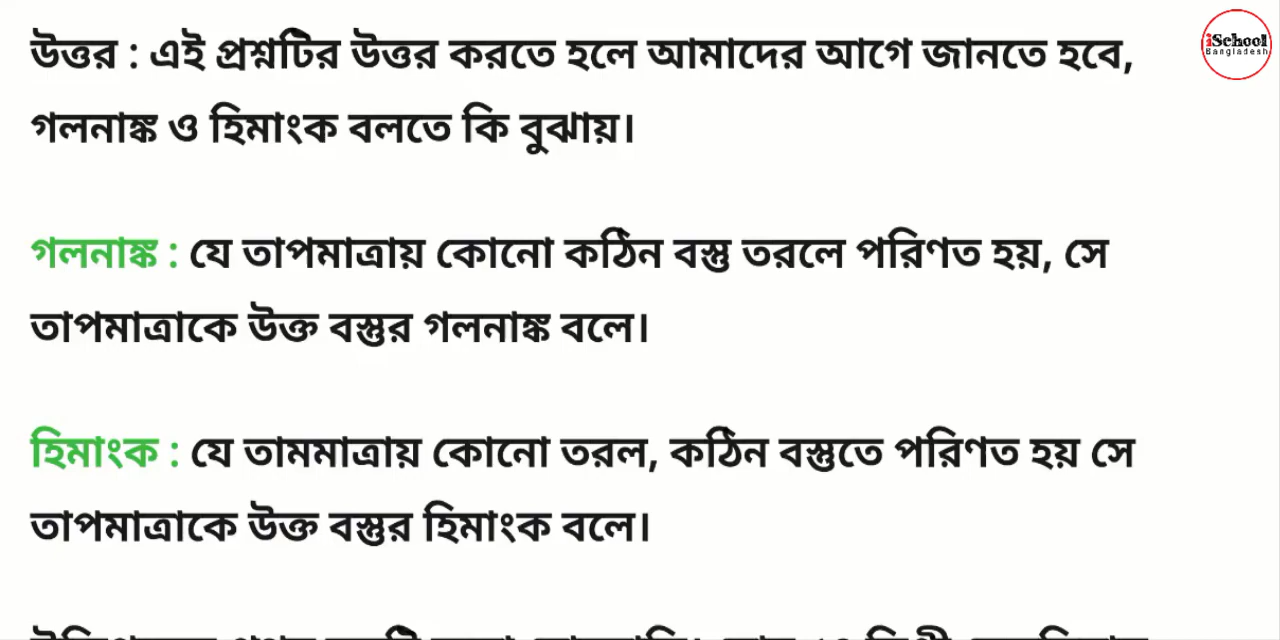 উত্তর : এই প্রশ্নটির উত্তর করতে হলে আমাদের আগে জানতে হবে,
iSchool
Bangladesh
গলনাঙ্ক ও হিমাংক বলতে কি বুঝায়।
গলনাঙ্ক : যে তাপমাত্রায় কোনো কঠিন বস্তু তরলে পরিণত হয়, সে
তাপমাত্রাকে উক্ত বস্তুর গলনাঙ্ক বলে।
হিমাংক : যে তামমাত্রায় কোনো তরল, কঠিন বস্তুতে পরিণত হয় সে
তাপমাত্রাকে উক্ত বস্তুর হিমাংক বলে।